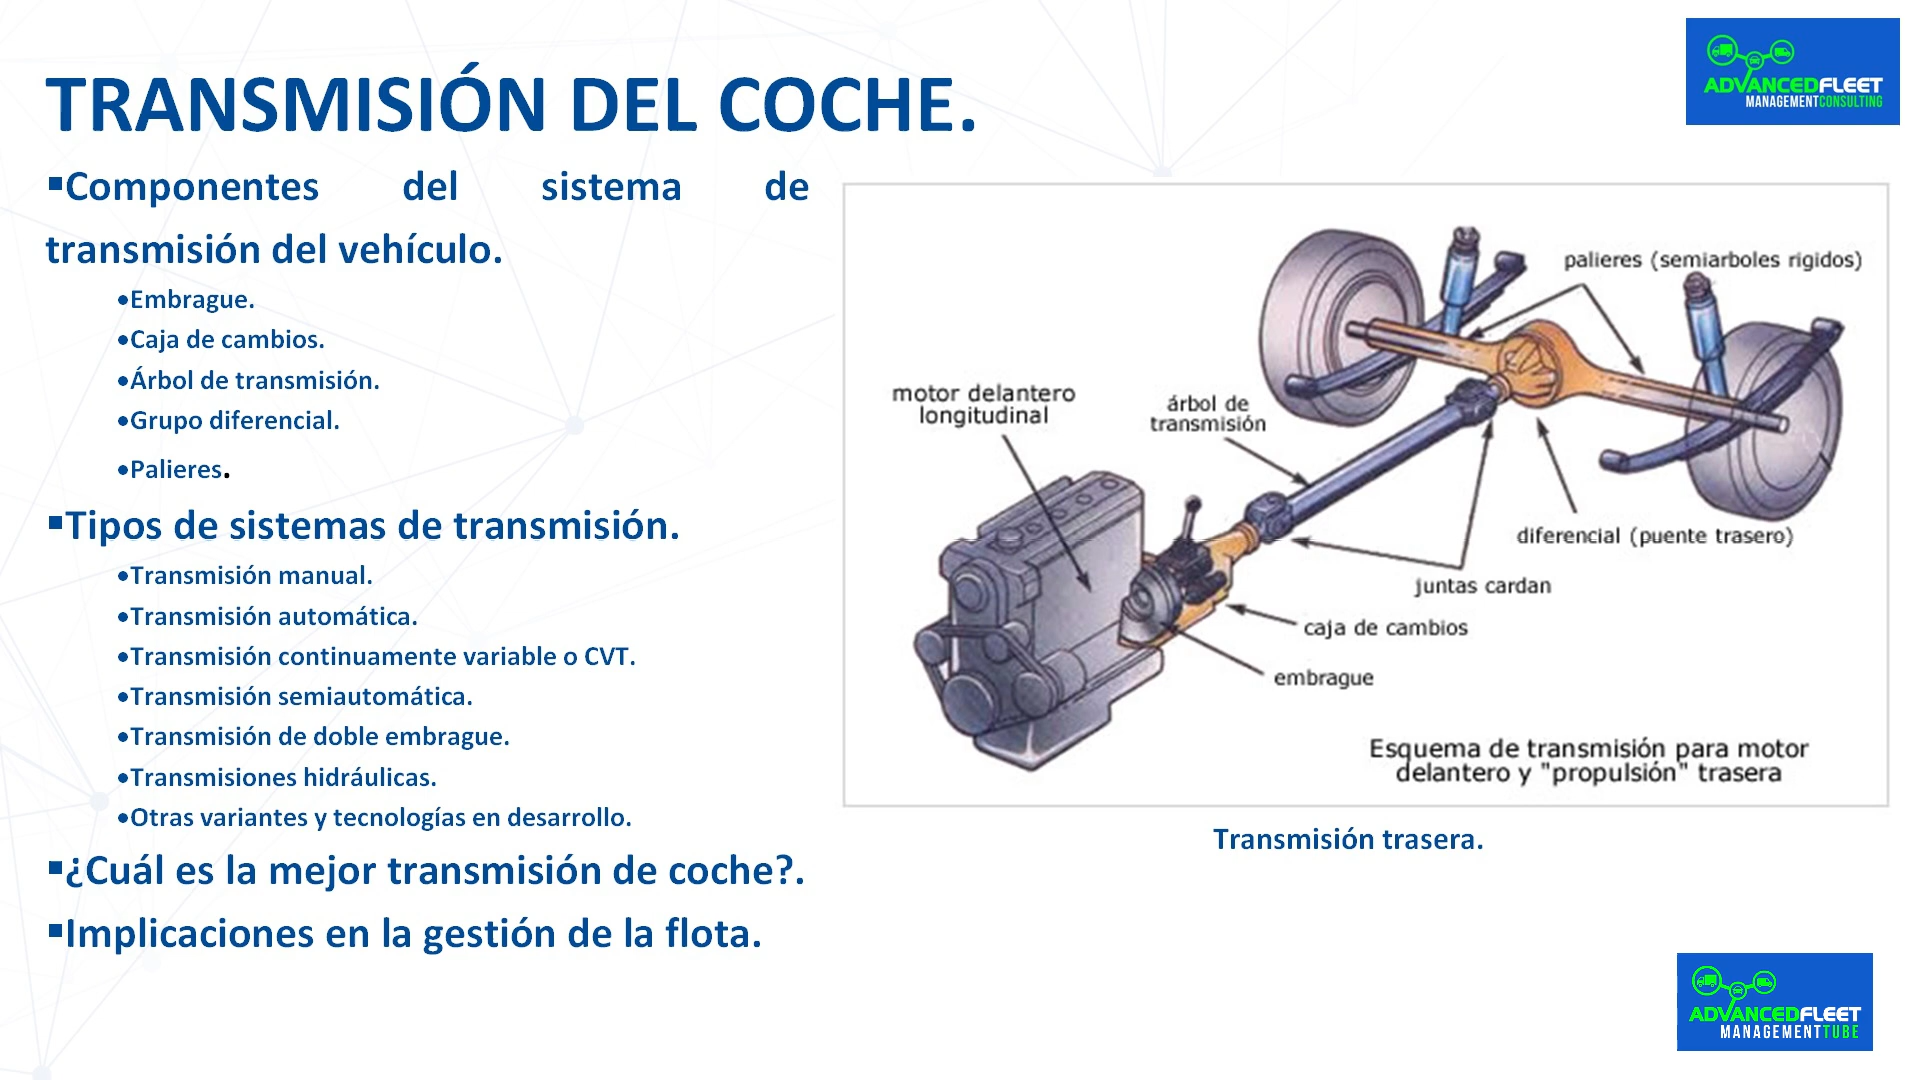 TRANSMISIÓN DEL COCHE.
▪Componentes del sistema de
transmisión del vehículo.
•Embrague.
•Caja de cambios.
•Árbol de transmisión.
•Grupo diferencial.
•Palieres.
▪Tipos de sistemas de transmisión.
•Transmisión manual.
•Transmisión automática.
•Transmisión continuamente variable o CVT.
•Transmisión semiautomática.
•Transmisión de doble embrague.
•Transmisiones hidráulicas.
•Otras variantes y tecnologías en desarrollo.
▪¿Cuál es la mejor transmisión de coche?.
▪Implicaciones en la gestión de la flota.
ADVANCEDFLEET
MANAGEMENTCONSULTING
palieres (semiarboles rigidos)
motor delantero
longitudinal
árbol de
transmisión
diferencial (puente trasero)
juntas cardan
caja de cambios
embrague
Esquema de transmisión para motor
delantero y "propulsión" trasera
Transmisión trasera.
ADVANCEDFLEET
MANAGEMENTTUBE